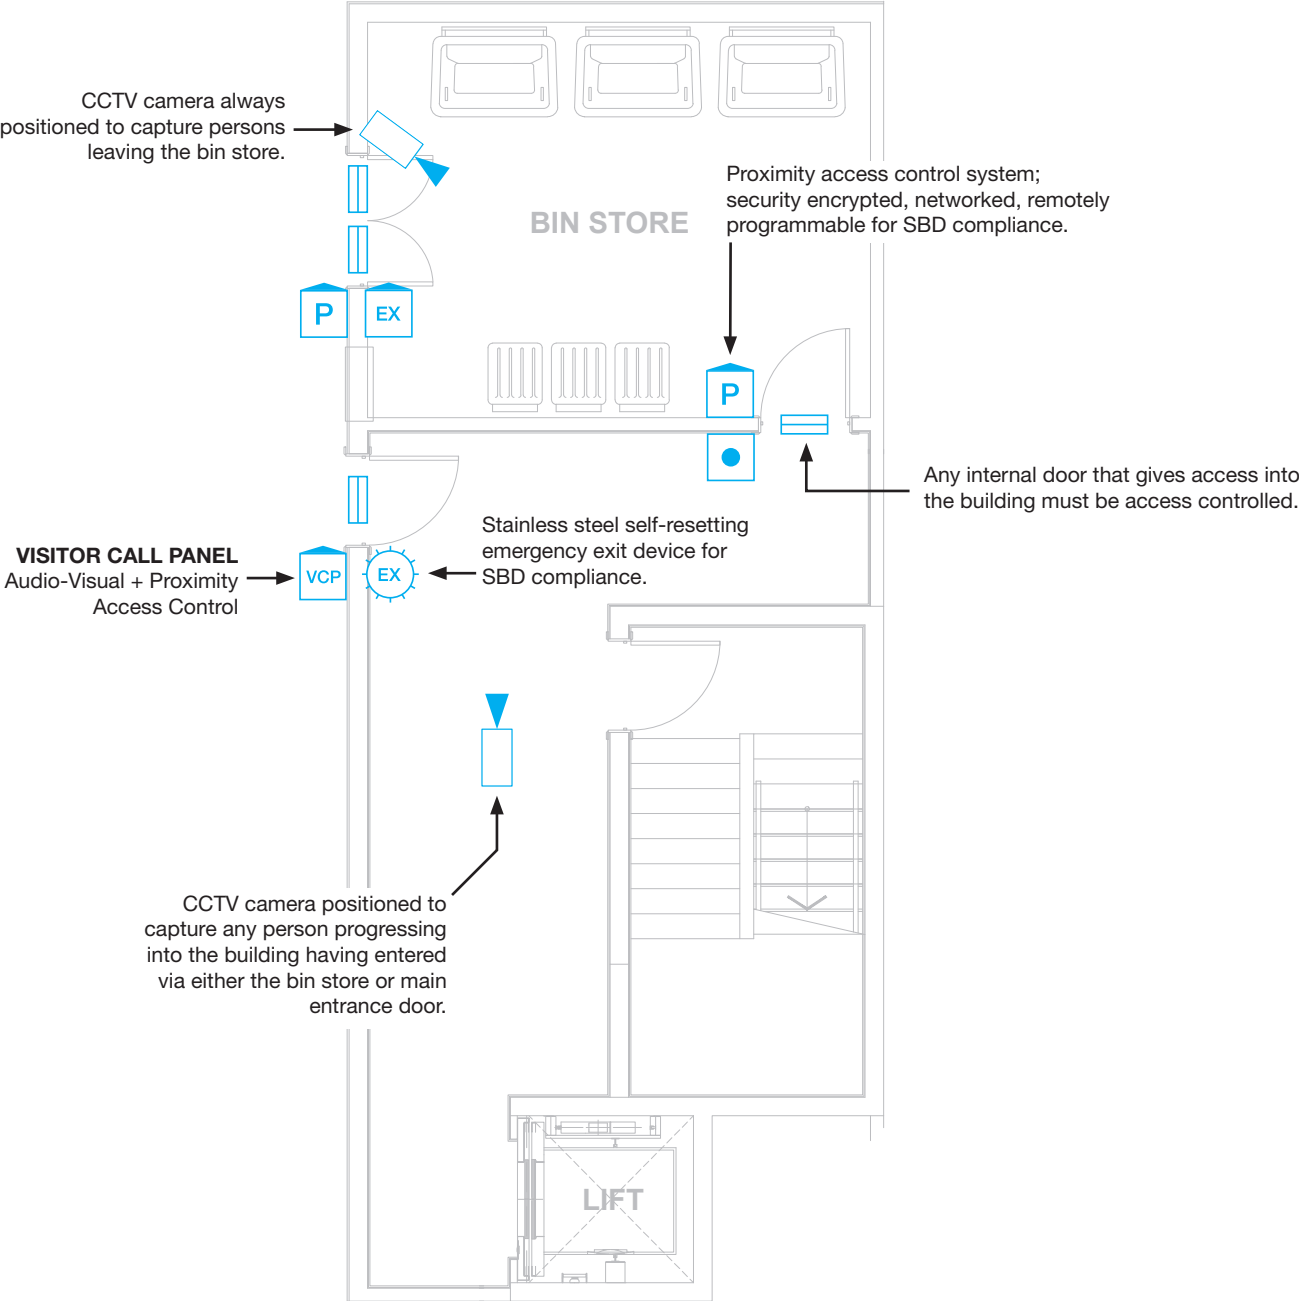 CCTV camera always
positioned to capture persons
leaving the bin store.
Proximity access control system;
security encrypted, networked, remotely
programmable for SBD compliance.
BIN STORE
P
EX
P
Any internal door that gives access into
the building must be access controlled.
Stainless steel self-resetting
emergency exit device for
SBD compliance.
VISITOR CALL PANEL
Audio-Visual + Proximity
Access Control
VCP
EX
CCTV camera positioned to
capture any person progressing
into the building having entered
via either the bin store or main
entrance door.
LIFT